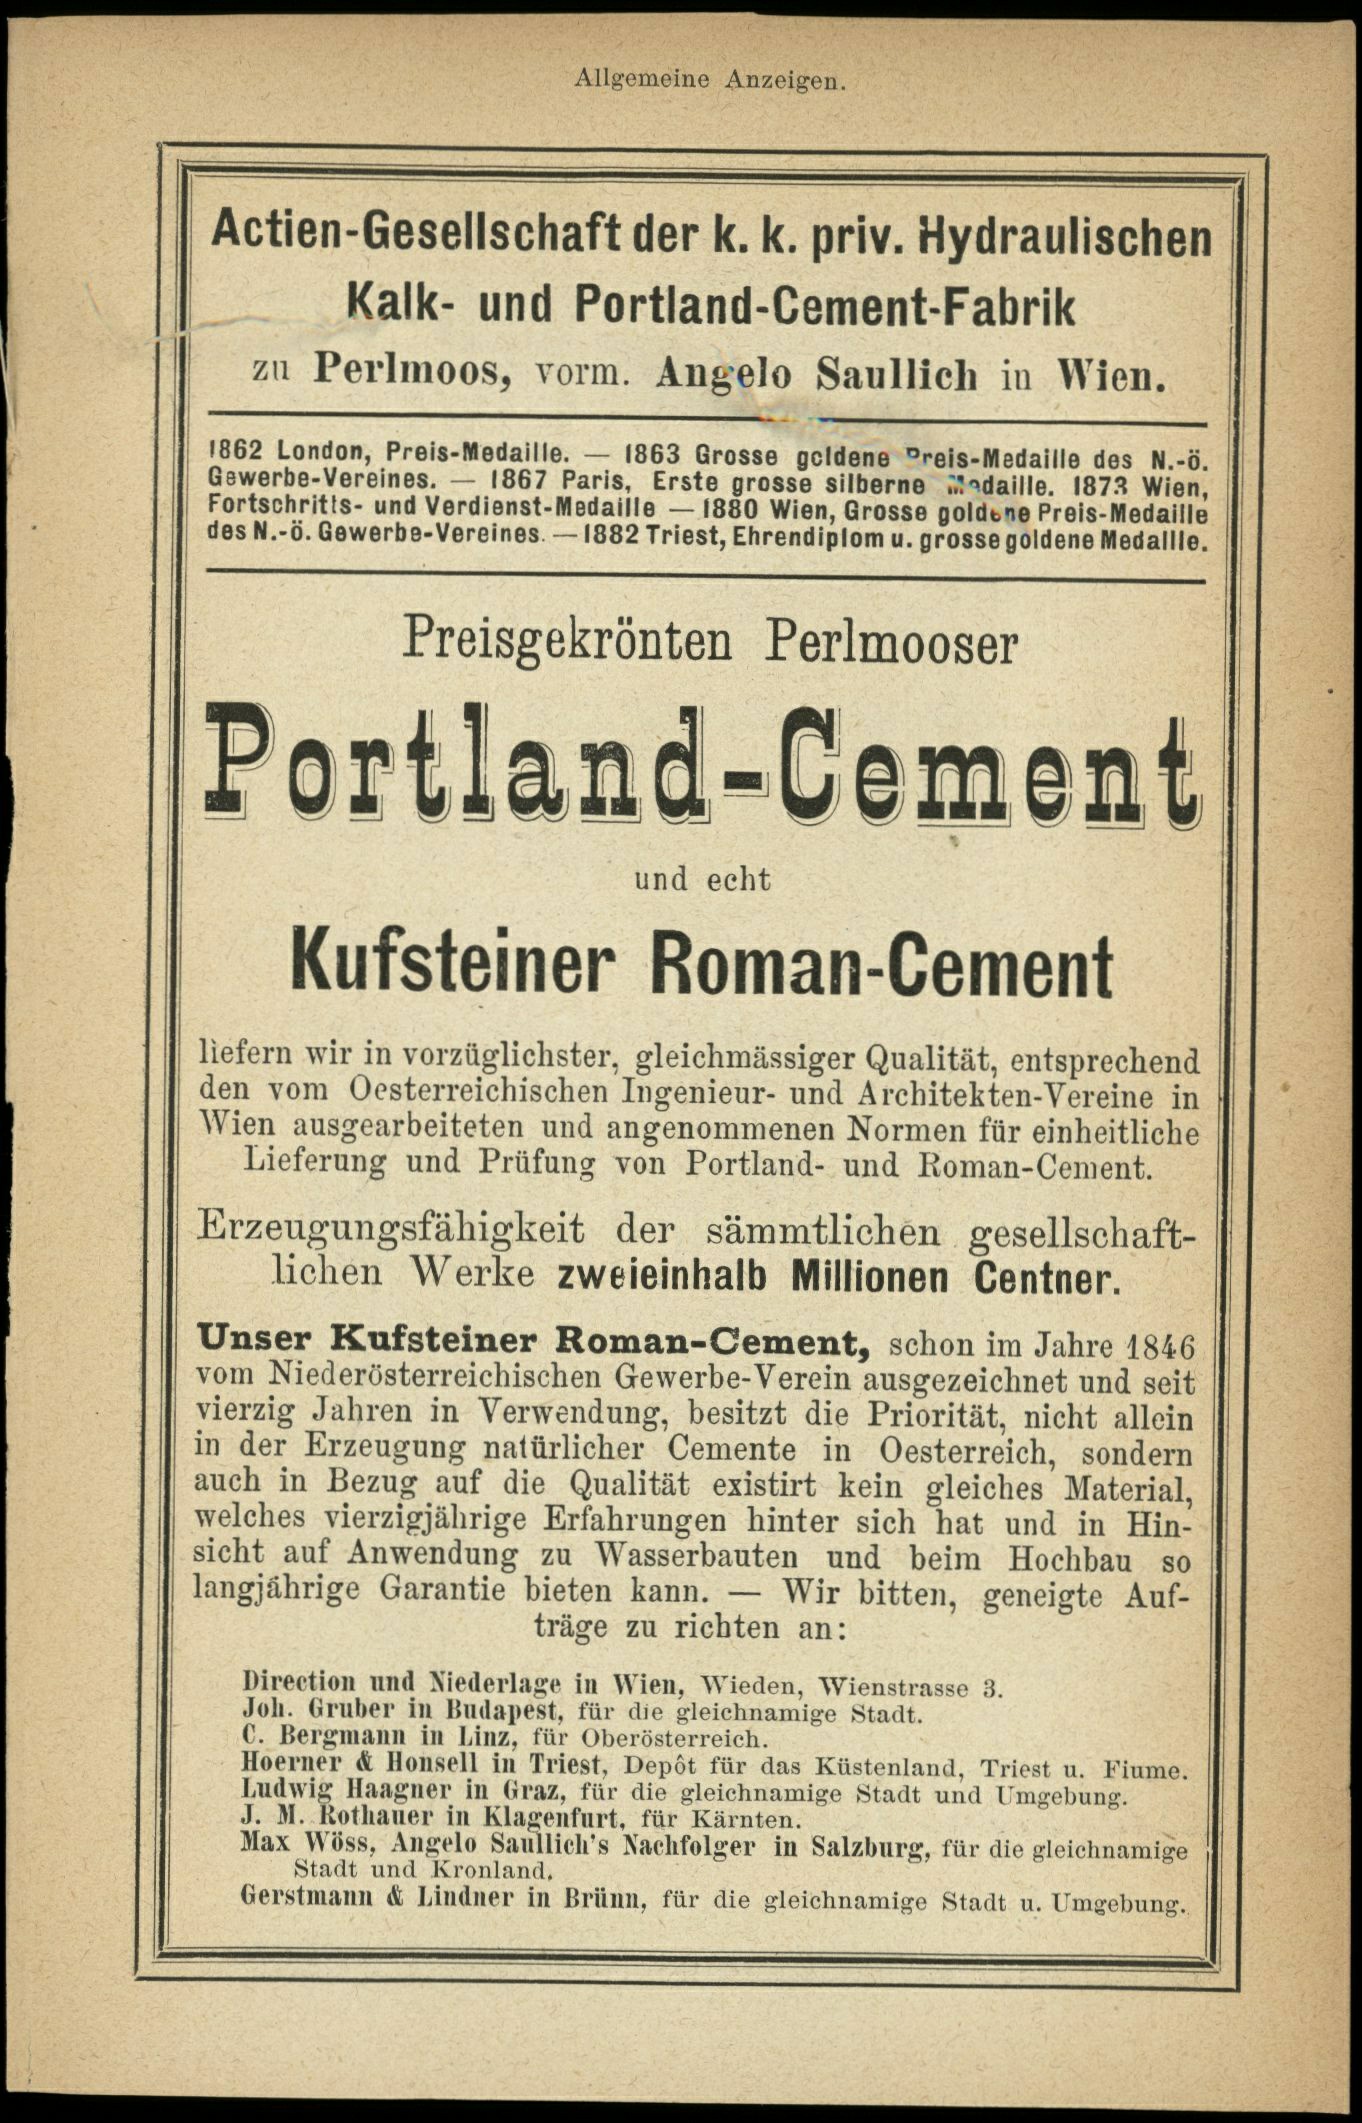 Allgemeine Anzeigen.
Actien-Gesellschaft der k. k. priv. Hydraulischen
Kalk- und Portland-Cement-Fabrik
zu Perlmoos, vorm. Angelo Saullich in Wien.
1862 London, Preis-Medaille. — 1863 Grosse goldene Preis-Medaille des N.-ö.
Gewerbe-Vereines. — 1867 Paris, Erste grosse silberne Medaille. 1873 Wien,
Fortschritts- und Verdienst-Medaille — 1880 Wien, Grosse goldene Preis-Medaille
des N.-ö. Gewerbe-Vereines. — 1882 Triest, Ehrendiplom u. grosse goldene Medaille.
Preisgekrönten Perlmooser
Portland-Cement
und echt
Kufsteiner Roman-Cement
liefern wir in vorzüglichster, gleichmässiger Qualität, entsprechend
den vom Oesterreichischen Ingenieur- und Architekten-Vereine in
Wien ausgearbeiteten und angenommenen Normen für einheitliche
Lieferung und Prüfung von Portland- und Roman-Cement.
Erzeugungsfähigkeit der sämmtlichen gesellschaft-
lichen Werke zweieinhalb Millionen Centner.
Unser Kufsteiner Roman-Cement, schon im Jahre 1846
vom Niederösterreichischen Gewerbe-Verein ausgezeichnet und seit
vierzig Jahren in Verwendung, besitzt die Priorität, nicht allein
in der Erzeugung natürlicher Cemente in Oesterreich, sondern
auch in Bezug auf die Qualität existirt kein gleiches Material,
welches vierzigjährige Erfahrungen hinter sich hat und in Hin-
sicht auf Anwendung zu Wasserbauten und beim Hochbau so
langjährige Garantie bieten kann. — Wir bitten, geneigte Auf-
träge zu richten an:
Direction und Niederlage in Wien, Wieden, Wienstrasse 3.
Joh. Gruber in Budapest, für die gleichnamige Stadt.
C. Bergmann in Linz, für Oberösterreich.
Hoerner & Honsell in Triest, Depôt für das Küstenland, Triest u. Fiume.
Ludwig Haagner in Graz, für die gleichnamige Stadt und Umgebung.
J. M. Rothauer in Klagenfurt, für Kärnten.
Max Wöss, Angelo Saullich's Nachfolger in Salzburg, für die gleichnamige
Stadt und Kronland.
Gerstmann & Lindner in Brünn, für die gleichnamige Stadt u. Umgebung.